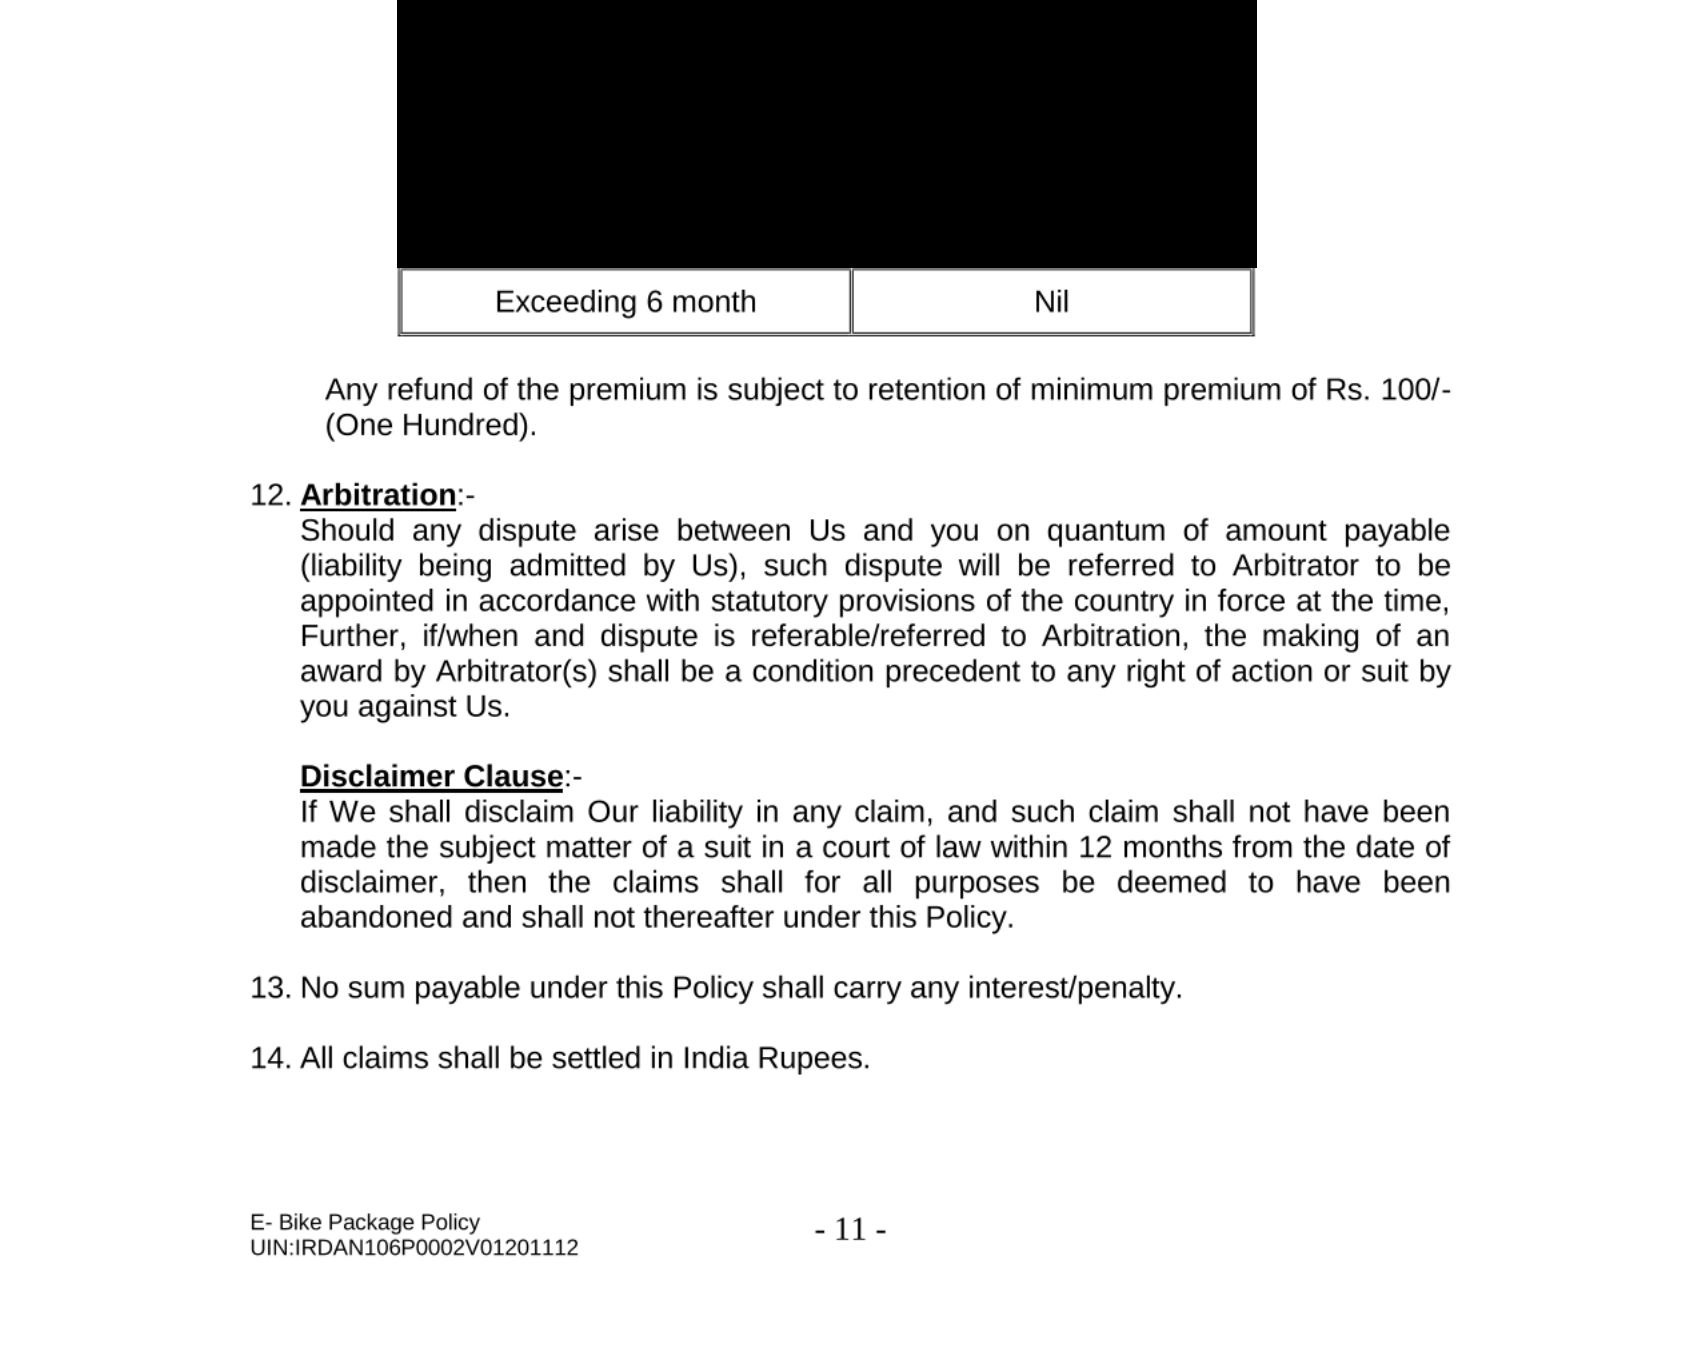 Exceeding 6 month Nil
Any refund of the premium is subject to retention of minimum premium of Rs. 100/-
(One Hundred).
12. Arbitration:-
Should any dispute arise between Us and you on quantum of amount payable
(liability being admitted by Us), such dispute will be referred to Arbitrator to be
appointed in accordance with statutory provisions of the country in force at the time,
Further, if/when and dispute is referable/referred to Arbitration, the making of an
award by Arbitrator(s) shall be a condition precedent to any right of action or suit by
you against Us.
Disclaimer Clause:-
If We shall disclaim Our liability in any claim, and such claim shall not have been
made the subject matter of a suit in a court of law within 12 months from the date of
disclaimer, then the claims shall for all purposes be deemed to have been
abandoned and shall not thereafter under this Policy.
13. No sum payable under this Policy shall carry any interest/penalty.
14. All claims shall be settled in India Rupees.
E- Bike Package Policy
UIN:IRDAN106P0002V01201112
- 11 -